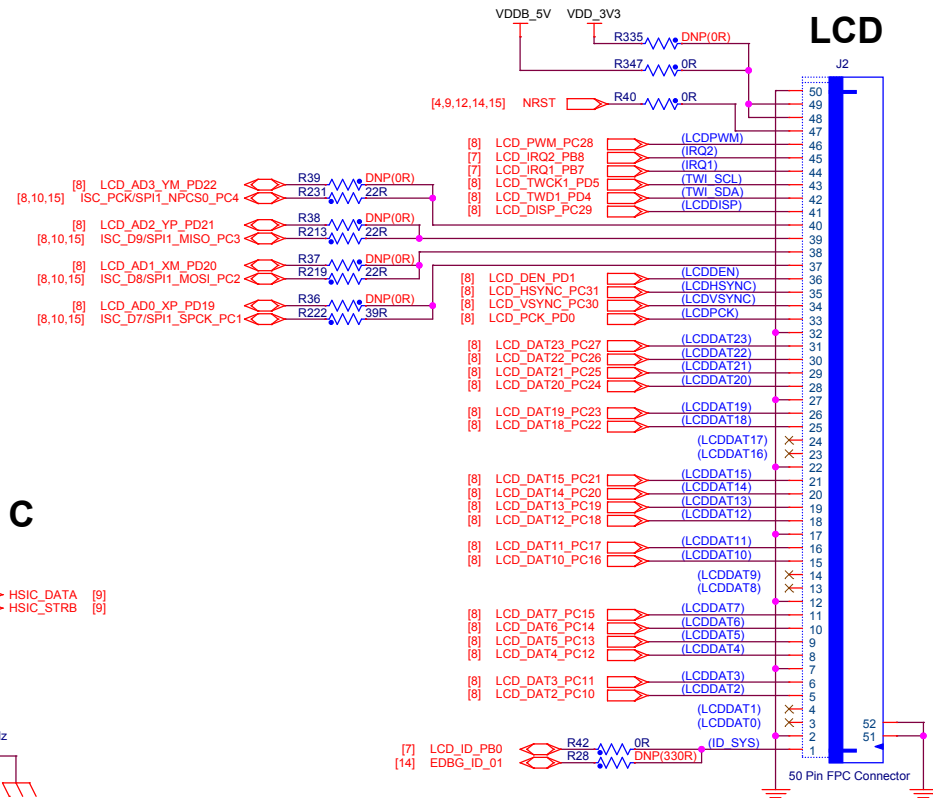 VDDB_5V VDD_3V3
LCD
R335 DNP(0R)
J2
R347 0R
50
[4,9,12,14,15] NRST R40 0R
49
48
47
[8] LCD_PWM_PC28 (LCDPWM) 46
[7] LCD_IRQ2_PB8 (IRQ2) 45
[7] LCD_IRQ1_PB7 (IRQ1) 44
[8] LCD_TWCK1_PD5 (TWI_SCL) 43
[8] LCD_TWD1_PD4 (TWI_SDA) 42
[8] LCD_DISP_PC29 (LCDDISP) 41
[8] LCD_AD3_YM_PD22 R39 DNP(0R)
[8,10,15] ISC_PCK/SPI1_NPCS0_PC4 R231 22R
40
[8] LCD_AD2_YP_PD21 R38 DNP(0R)
[8,10,15] ISC_D9/SPI1_MISO_PC3 R213 22R
39
38
[8] LCD_AD1_XM_PD20 R37 DNP(0R)
37
[8,10,15] ISC_D8/SPI1_MOSI_PC2 R219 22R
[8] LCD_AD0_XP_PD19 R36 DNP(0R)
[8,10,15] ISC_D7/SPI1_SPCK_PC1 R222 39R
[8] LCD_DEN_PD1 (LCDDEN) 36
[8] LCD_HSYNC_PC31 (LCDHSYNC) 35
[8] LCD_VSYNC_PC30 (LCDVSYNC) 34
[8] LCD_PCK_PD0 (LCDPCK) 33
32
[8] LCD_DAT23_PC27 (LCDDAT23) 31
[8] LCD_DAT22_PC26 (LCDDAT22) 30
[8] LCD_DAT21_PC25 (LCDDAT21) 29
[8] LCD_DAT20_PC24 (LCDDAT20) 28
27
[8] LCD_DAT19_PC23 (LCDDAT19) 26
[8] LCD_DAT18_PC22 (LCDDAT18) 25
(LCDDAT17) 24
(LCDDAT16) 23
22
[8] LCD_DAT15_PC21 (LCDDAT15) 21
[8] LCD_DAT14_PC20 (LCDDAT14) 20
[8] LCD_DAT13_PC19 (LCDDAT13) 19
[8] LCD_DAT12_PC18 (LCDDAT12) 18
C
17
[8] LCD_DAT11_PC17 (LCDDAT11) 16
[8] LCD_DAT10_PC16 (LCDDAT10) 15
(LCDDAT9) 14
(LCDDAT8) 13
HSIC_DATA [9]
HSIC_STRB [9]
12
[8] LCD_DAT7_PC15 (LCDDAT7) 11
[8] LCD_DAT6_PC14 (LCDDAT6) 10
[8] LCD_DAT5_PC13 (LCDDAT5) 9
[8] LCD_DAT4_PC12 (LCDDAT4) 8
7
[8] LCD_DAT3_PC11 (LCDDAT3) 6
[8] LCD_DAT2_PC10 (LCDDAT2) 5
(LCDDAT1) 4
(LCDDAT0) 3
52
2
51
[7] LCD_ID_PB0 R42 0R (ID_SYS) 1
[14] EDBG_ID_01 R28 DNP(330R)
50 Pin FPC Connector